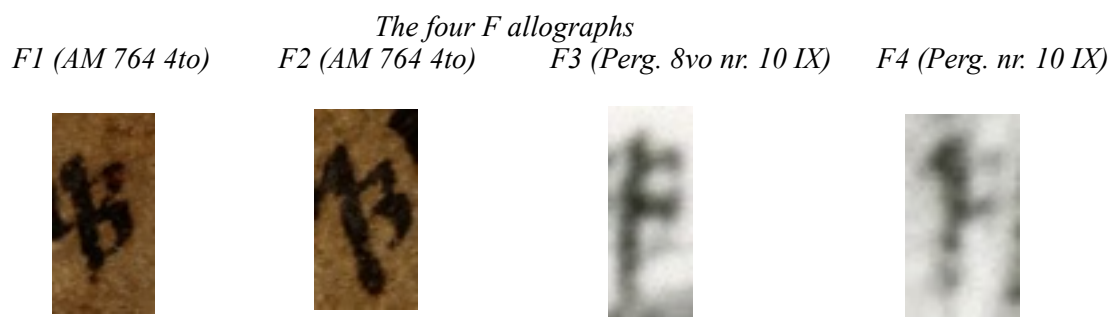 The four F allographs
F1 (AM 764 4to) F2 (AM 764 4to) F3 (Perg. 8vo nr. 10 IX) F4 (Perg. nr. 10 IX)